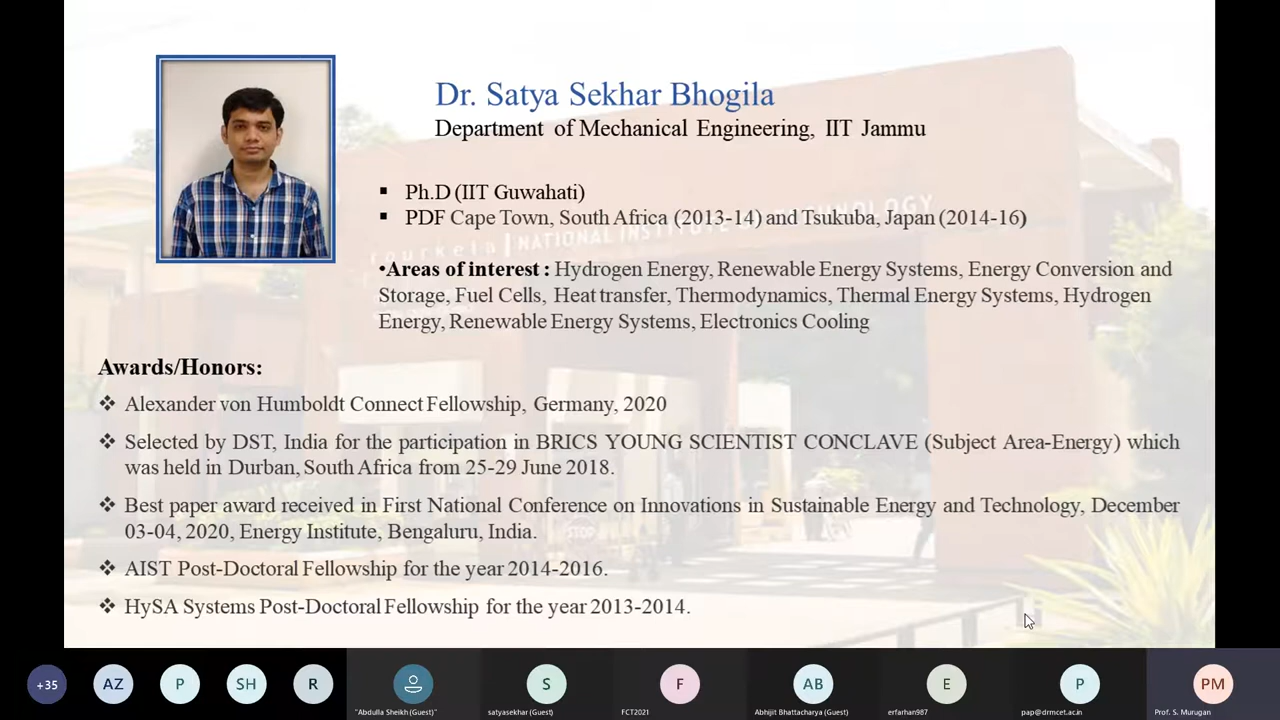 Dr. Satya Sekhar Bhogila
Department of Mechanical Engineering, IIT Jammu
▪ Ph.D (IIT Guwahati)
▪ PDF Cape Town, South Africa (2013-14) and Tsukuba, Japan (2014-16)
rourkela | NATIONAL INSTITUTE OF TECHNOLOGY
•Areas of interest : Hydrogen Energy, Renewable Energy Systems, Energy Conversion and
Storage, Fuel Cells, Heat transfer, Thermodynamics, Thermal Energy Systems, Hydrogen
Energy, Renewable Energy Systems, Electronics Cooling
Awards/Honors:
❖ Alexander von Humboldt Connect Fellowship, Germany, 2020
❖ Selected by DST, India for the participation in BRICS YOUNG SCIENTIST CONCLAVE (Subject Area-Energy) which
was held in Durban, South Africa from 25-29 June 2018.
❖ Best paper award received in First National Conference on Innovations in Sustainable Energy and Technology, December
03-04, 2020, Energy Institute, Bengaluru, India.
STOP
❖ AIST Post-Doctoral Fellowship for the year 2014-2016.
❖ HySA Systems Post-Doctoral Fellowship for the year 2013-2014.
+35 AZ P SH R S F AB E P PM
"Abdulla Sheikh (Guest)" satyasekhar (Guest) FCT2021 Abhijit Bhattacharya (Guest) erfarhan987 pap@drmcet.ac.in Prof. S. Murugan